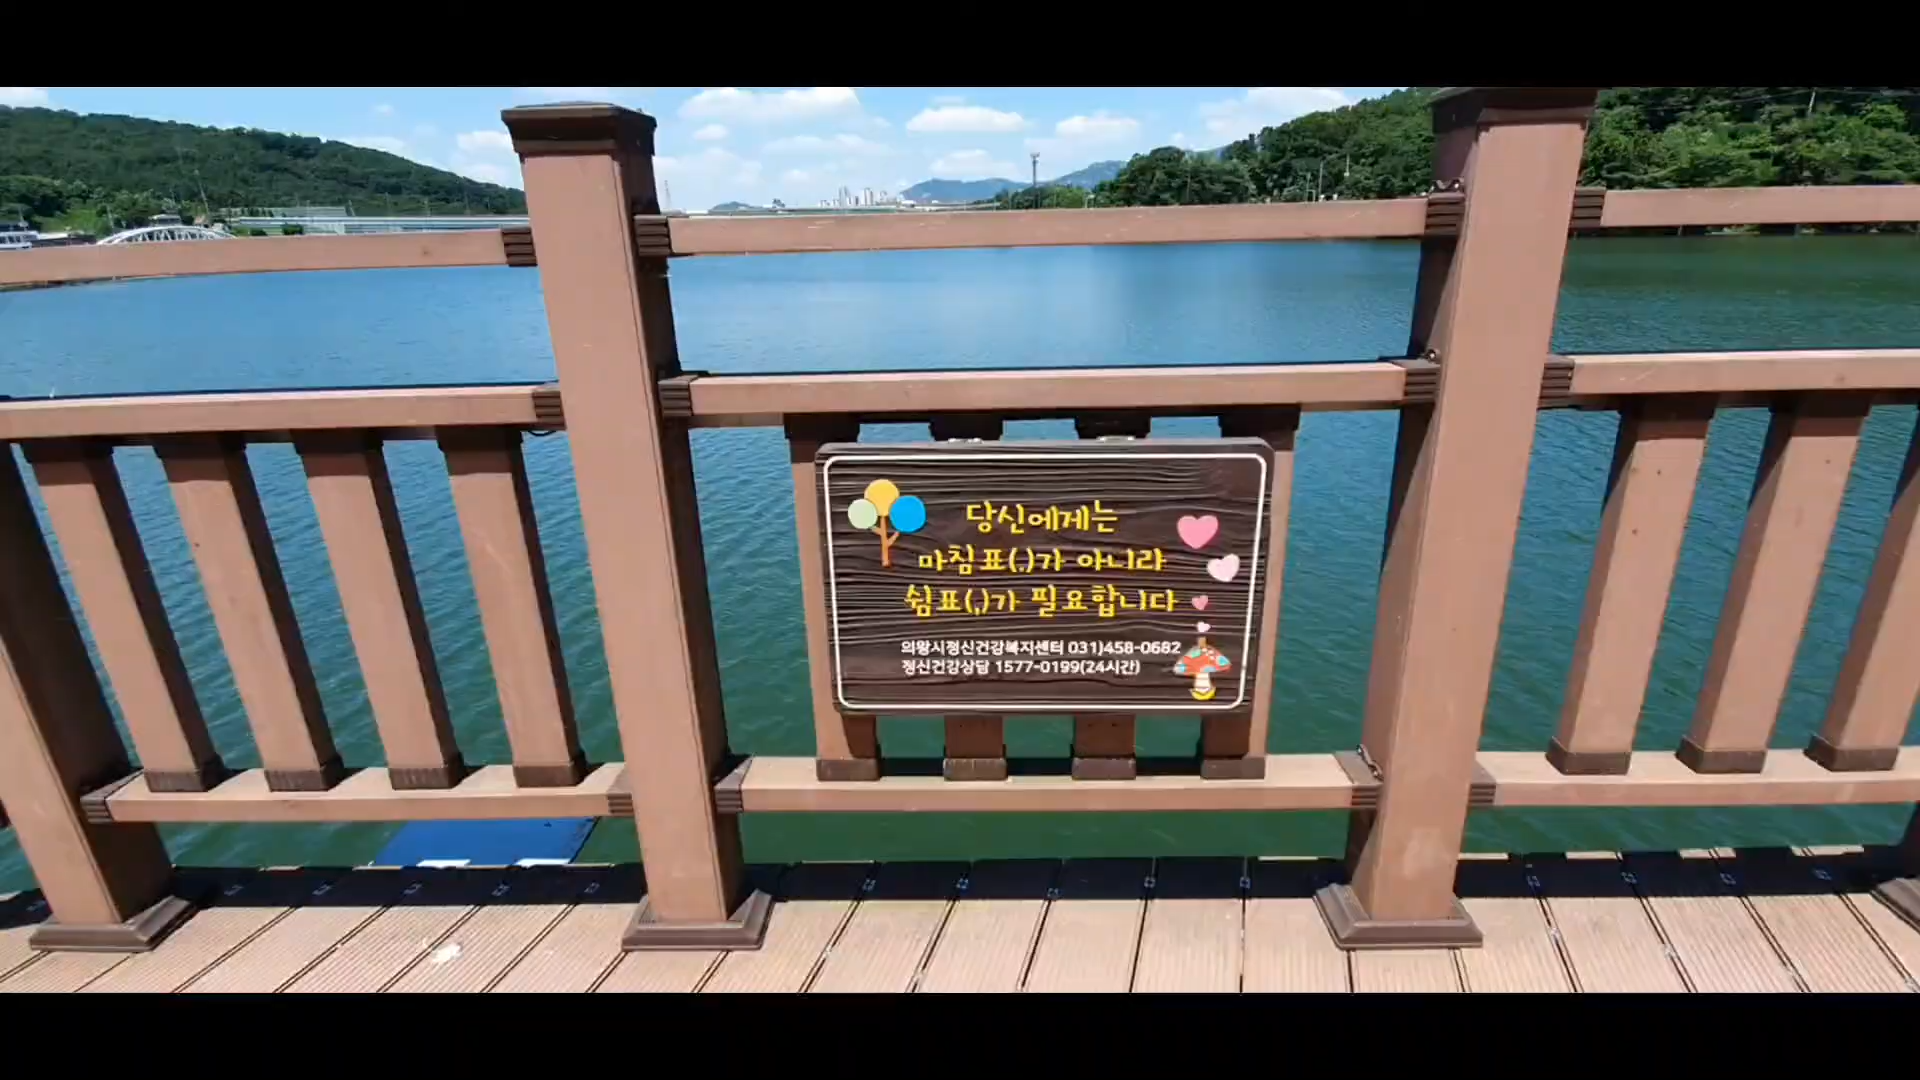 당신에게는
마침표(.)가 아니라
쉼표(,)가 필요합니다
의왕시정신건강복지센터 031)458-0682
정신건강상담 1577-0199(24시간)